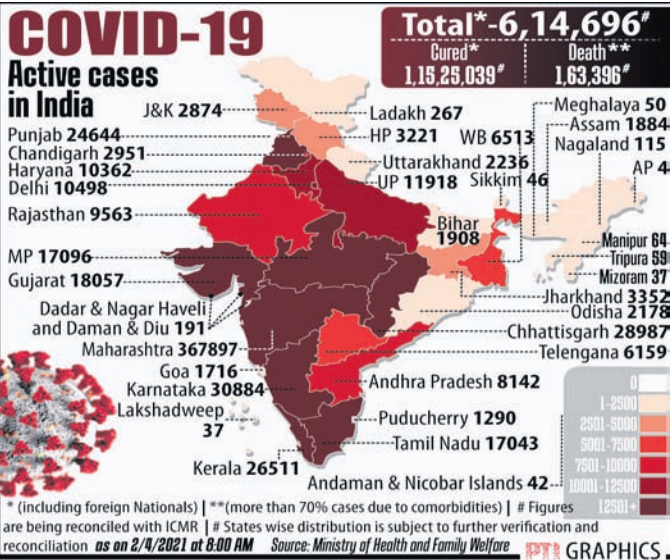 COVID-19
Active cases
in India
Total*-6,14,696#
Cured*
1,15,25,039#
Death**
1,63,396#
J&K 2874
Ladakh 267
HP 3221
Uttarakhand 2236
UP 11918
Punjab 24644
Chandigarh 2951
Haryana 10362
Delhi 10498
Rajasthan 9563
MP 17096
Gujarat 18057
Dadar & Nagar Haveli
and Daman & Diu 191
Maharashtra 367897
Goa 1716
Karnataka 30884
Lakshadweep
37
Kerala 26511
WB 6513
Sikkim 46
Meghalaya 50
Assam 1884
Nagaland 115
AP 4
Bihar
1908
Manipur 64
Tripura 59
Mizoram 37
Jharkhand 3352
Odisha 2178
Chhattisgarh 28987
Telengana 6159
Andhra Pradesh 8142
Puducherry 1290
Tamil Nadu 17043
Andaman & Nicobar Islands 42
0
1-2500
2501-5000
5001-7500
7501-10000
10001-12500
12501+
* (including foreign Nationals) | **(more than 70% cases due to comorbidities) | # Figures
are being reconciled with ICMR | # States wise distribution is subject to further verification and
reconciliation as on 2/4/2021 at 8:00 AM Source: Ministry of Health and Family Welfare
PTI GRAPHICS